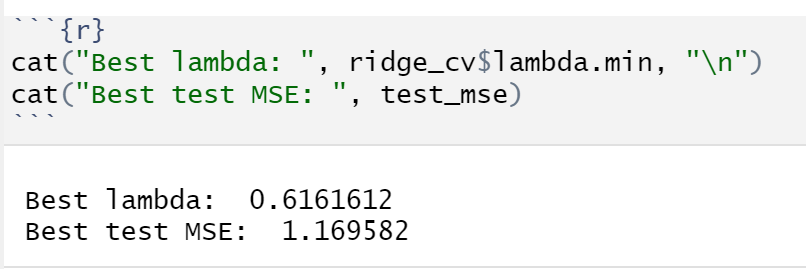 ```{r}
cat("Best lambda: ", ridge_cv$lambda.min, "\n")
cat("Best test MSE: ", test_mse)
```
Best lambda:  0.6161612
Best test MSE:  1.169582